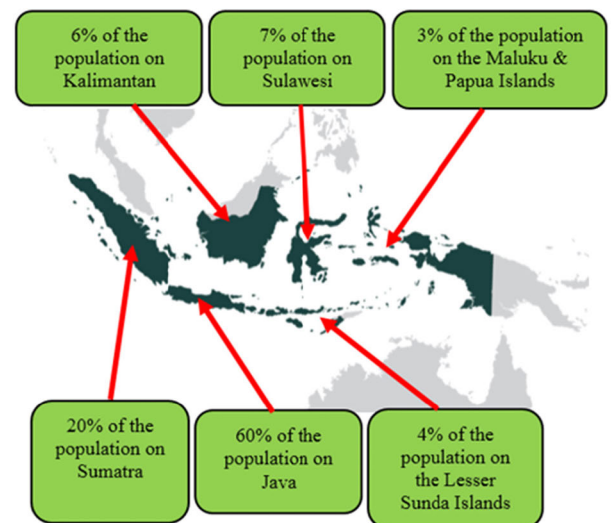 6% of the
population on
Kalimantan
7% of the
population on
Sulawesi
3% of the population
on the Maluku &
Papua Islands
20% of the
population on
Sumatra
60% of the
population on
Java
4% of the
population on
the Lesser
Sunda Islands